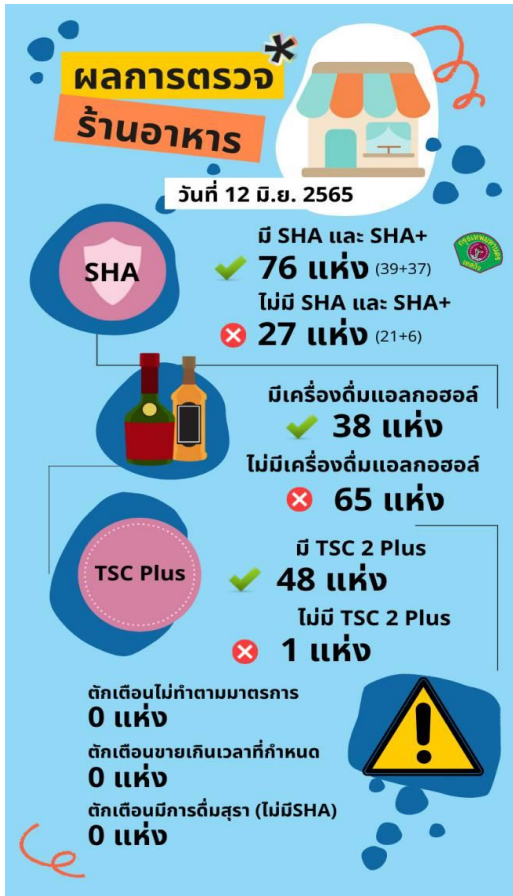 ผลการตรวจ
ร้านอาหาร
วันที่ 12 มิ.ย. 2565
SHA
มี SHA และ SHA+
76 แห่ง (39+37)
ไม่มี SHA และ SHA+
27 แห่ง (21+6)
มีเครื่องดื่มแอลกอฮอล์
38 แห่ง
ไม่มีเครื่องดื่มแอลกอฮอล์
65 แห่ง
TSC Plus
มี TSC 2 Plus
48 แห่ง
ไม่มี TSC 2 Plus
1 แห่ง
ตักเตือนไม่ทำตามมาตรการ
0 แห่ง
ตักเตือนขายเกินเวลาที่กำหนด
0 แห่ง
ตักเตือนมีการดื่มสุรา (ไม่มีSHA)
0 แห่ง